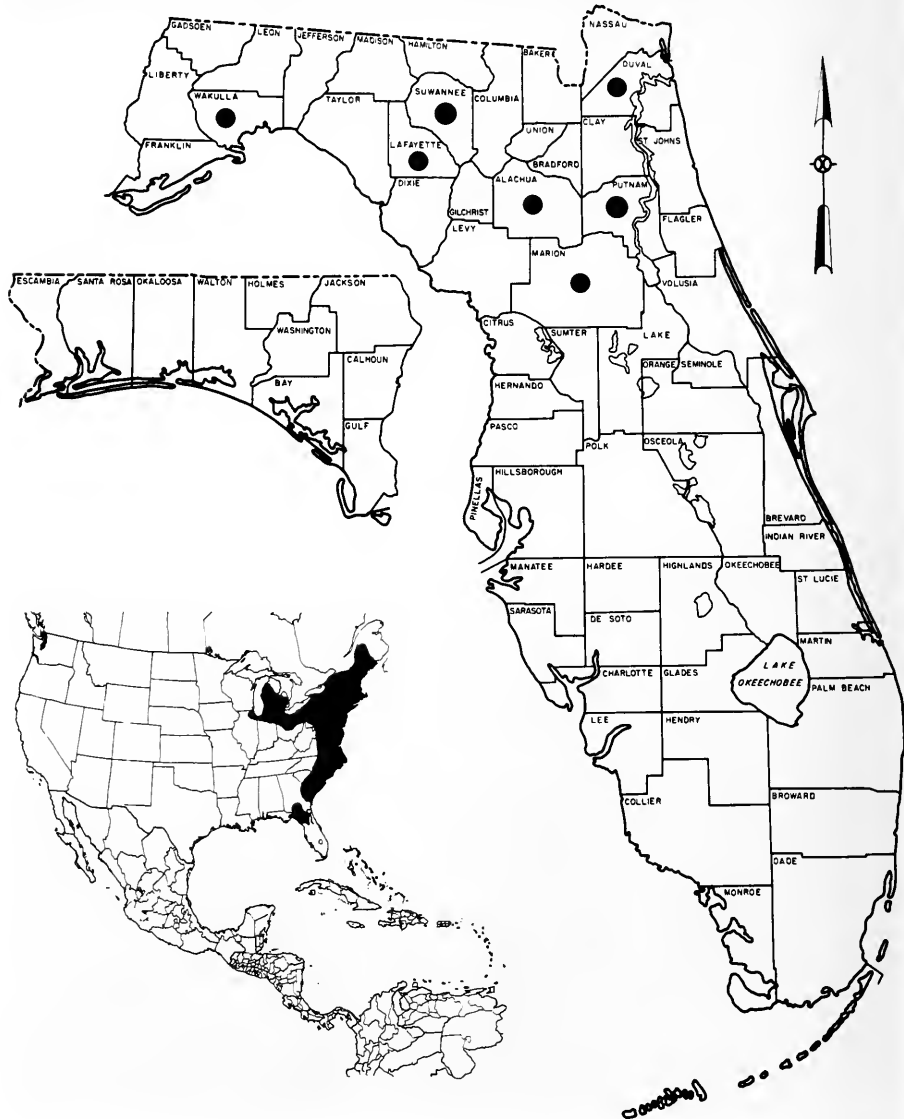 NASSAU
GADSDEN
LEON
JEFFERSON
MADISON
HAMILTON
BAKER
DUVAL
LIBERTY
WAKULLA
TAYLOR
SUWANNEE
COLUMBIA
CLAY
ST JOHNS
FRANKLIN
LAFAYETTE
UNION
BRADFORD
DIXIE
ALACHUA
PUTNAM
GILCHRIST
FLAGLER
LEVY
MARION
VOLUSIA
ESCAMBIA
SANTA ROSA
OKALOOSA
WALTON
HOLMES
JACKSON
WASHINGTON
CALHOUN
BAY
GULF
CITRUS
SUMTER
LAKE
ORANGE
SEMINOLE
HERNANDO
PASCO
POLK
OSCEOLA
PINELLAS
HILLSBOROUGH
BREVARD
INDIAN RIVER
MANATEE
HARDEE
HIGHLANDS
OKEECHOBEE
ST LUCIE
SARASOTA
DE SOTO
MARTIN
CHARLOTTE
GLADES
LAKE
OKEECHOBEE
PALM BEACH
LEE
HENDRY
COLLIER
BROWARD
DADE
MONROE